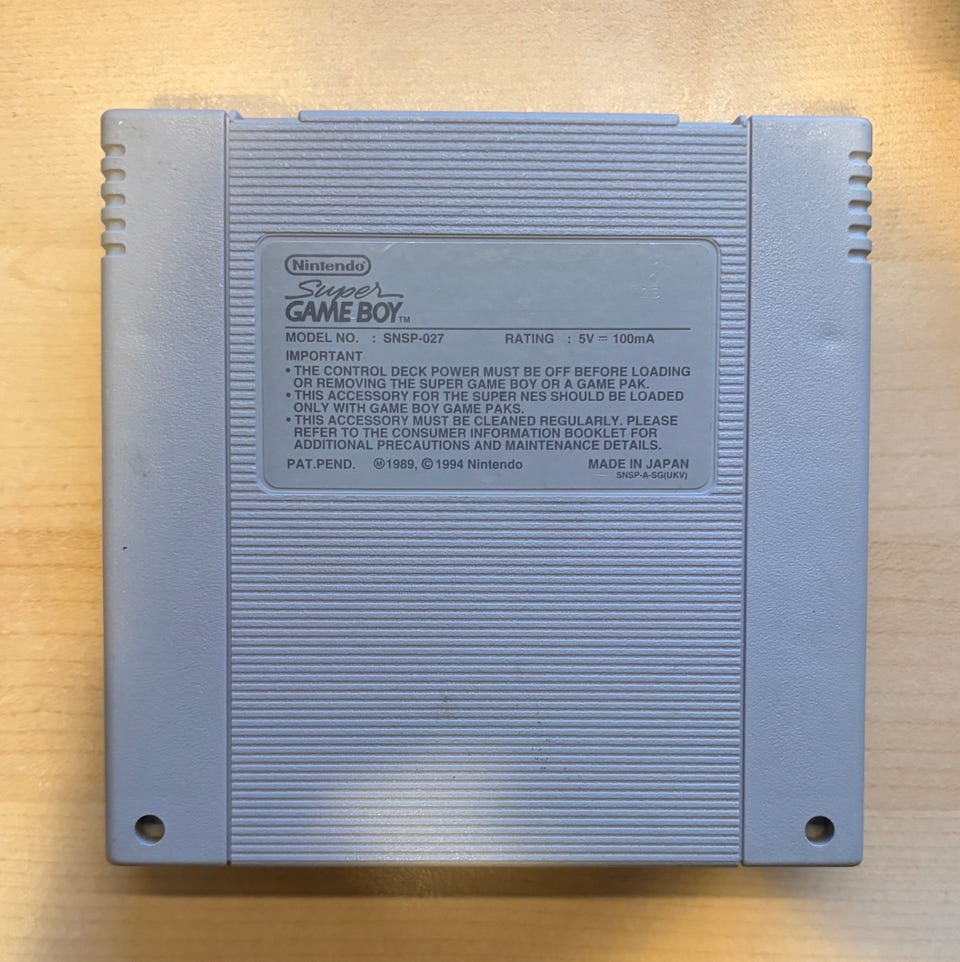 Nintendo®
Super
GAME BOY™
MODEL NO. : SNSP-027 RATING : 5V ⎓ 100mA
IMPORTANT
• THE CONTROL DECK POWER MUST BE OFF BEFORE LOADING
OR REMOVING THE SUPER GAME BOY OR A GAME PAK.
• THIS ACCESSORY FOR THE SUPER NES SHOULD BE LOADED
ONLY WITH GAME BOY GAME PAKS.
• THIS ACCESSORY MUST BE CLEANED REGULARLY. PLEASE
REFER TO THE CONSUMER INFORMATION BOOKLET FOR
ADDITIONAL PRECAUTIONS AND MAINTENANCE DETAILS.
PAT.PEND. Ⓜ1989, ©1994 Nintendo MADE IN JAPAN
SNSP-A-SG(UKV)